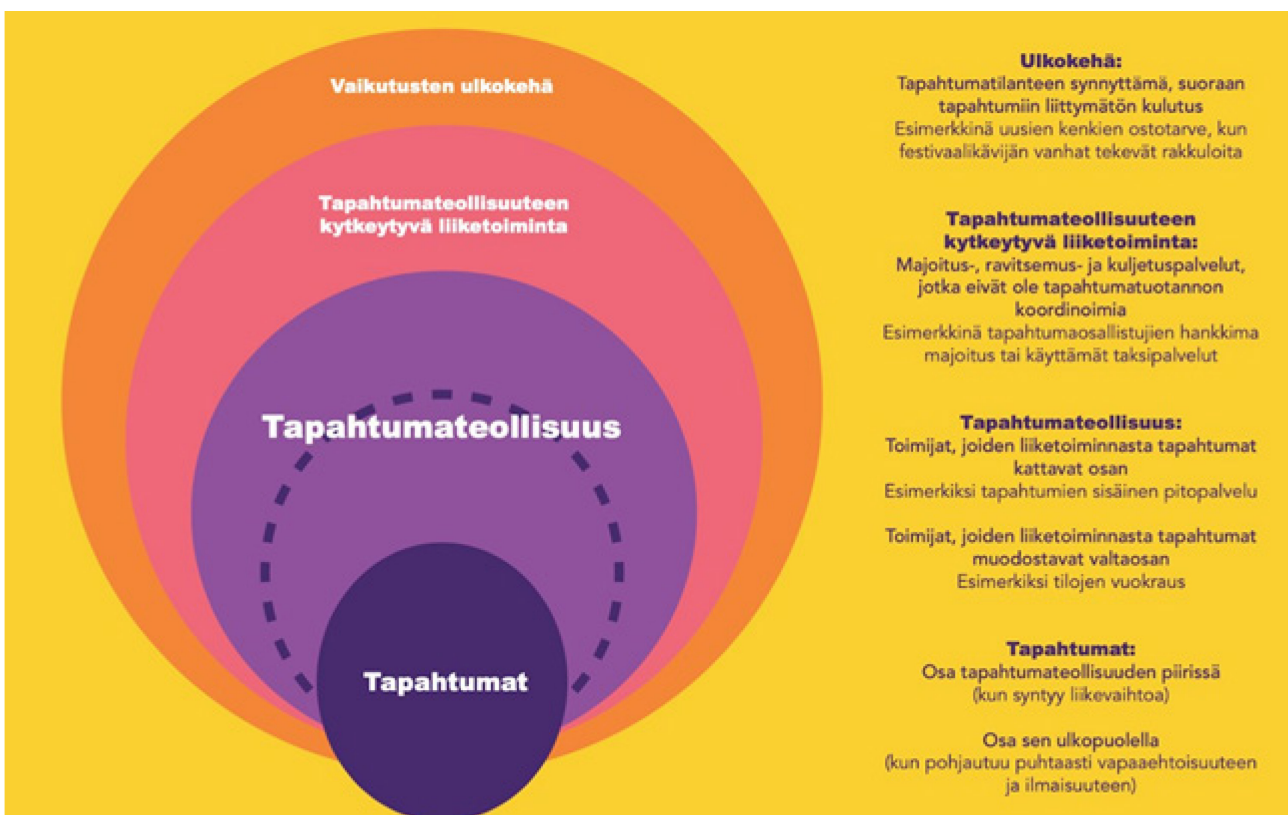 Vaikutusten ulkokehä
Tapahtumateollisuuteen
kytkeytyvä liiketoiminta
Tapahtumateollisuus
Tapahtumat
Ulkokehä:
Tapahtumatilanteen synnyttämä, suoraan
tapahtumiin liittymätön kulutus
Esimerkkinä uusien kenkien ostotarve, kun
festivaalikävijän vanhat tekevät rakkuloita
Tapahtumateollisuuteen
kytkeytyvä liiketoiminta:
Majoitus-, ravitsemus- ja kuljetuspalvelut,
jotka eivät ole tapahtumatuotannon
koordinoimia
Esimerkkinä tapahtumaosallistujien hankkima
majoitus tai käyttämät taksipalvelut
Tapahtumateollisuus:
Toimijat, joiden liiketoiminnasta tapahtumat
kattavat osan
Esimerkiksi tapahtumien sisäinen pitopalvelu
Toimijat, joiden liiketoiminnasta tapahtumat
muodostavat valtaosan
Esimerkiksi tilojen vuokraus
Tapahtumat:
Osa tapahtumateollisuuden piirissä
(kun syntyy liikevaihtoa)
Osa sen ulkopuolella
(kun pohjautuu puhtaasti vapaaehtoisuuteen
ja ilmaisuuteen)